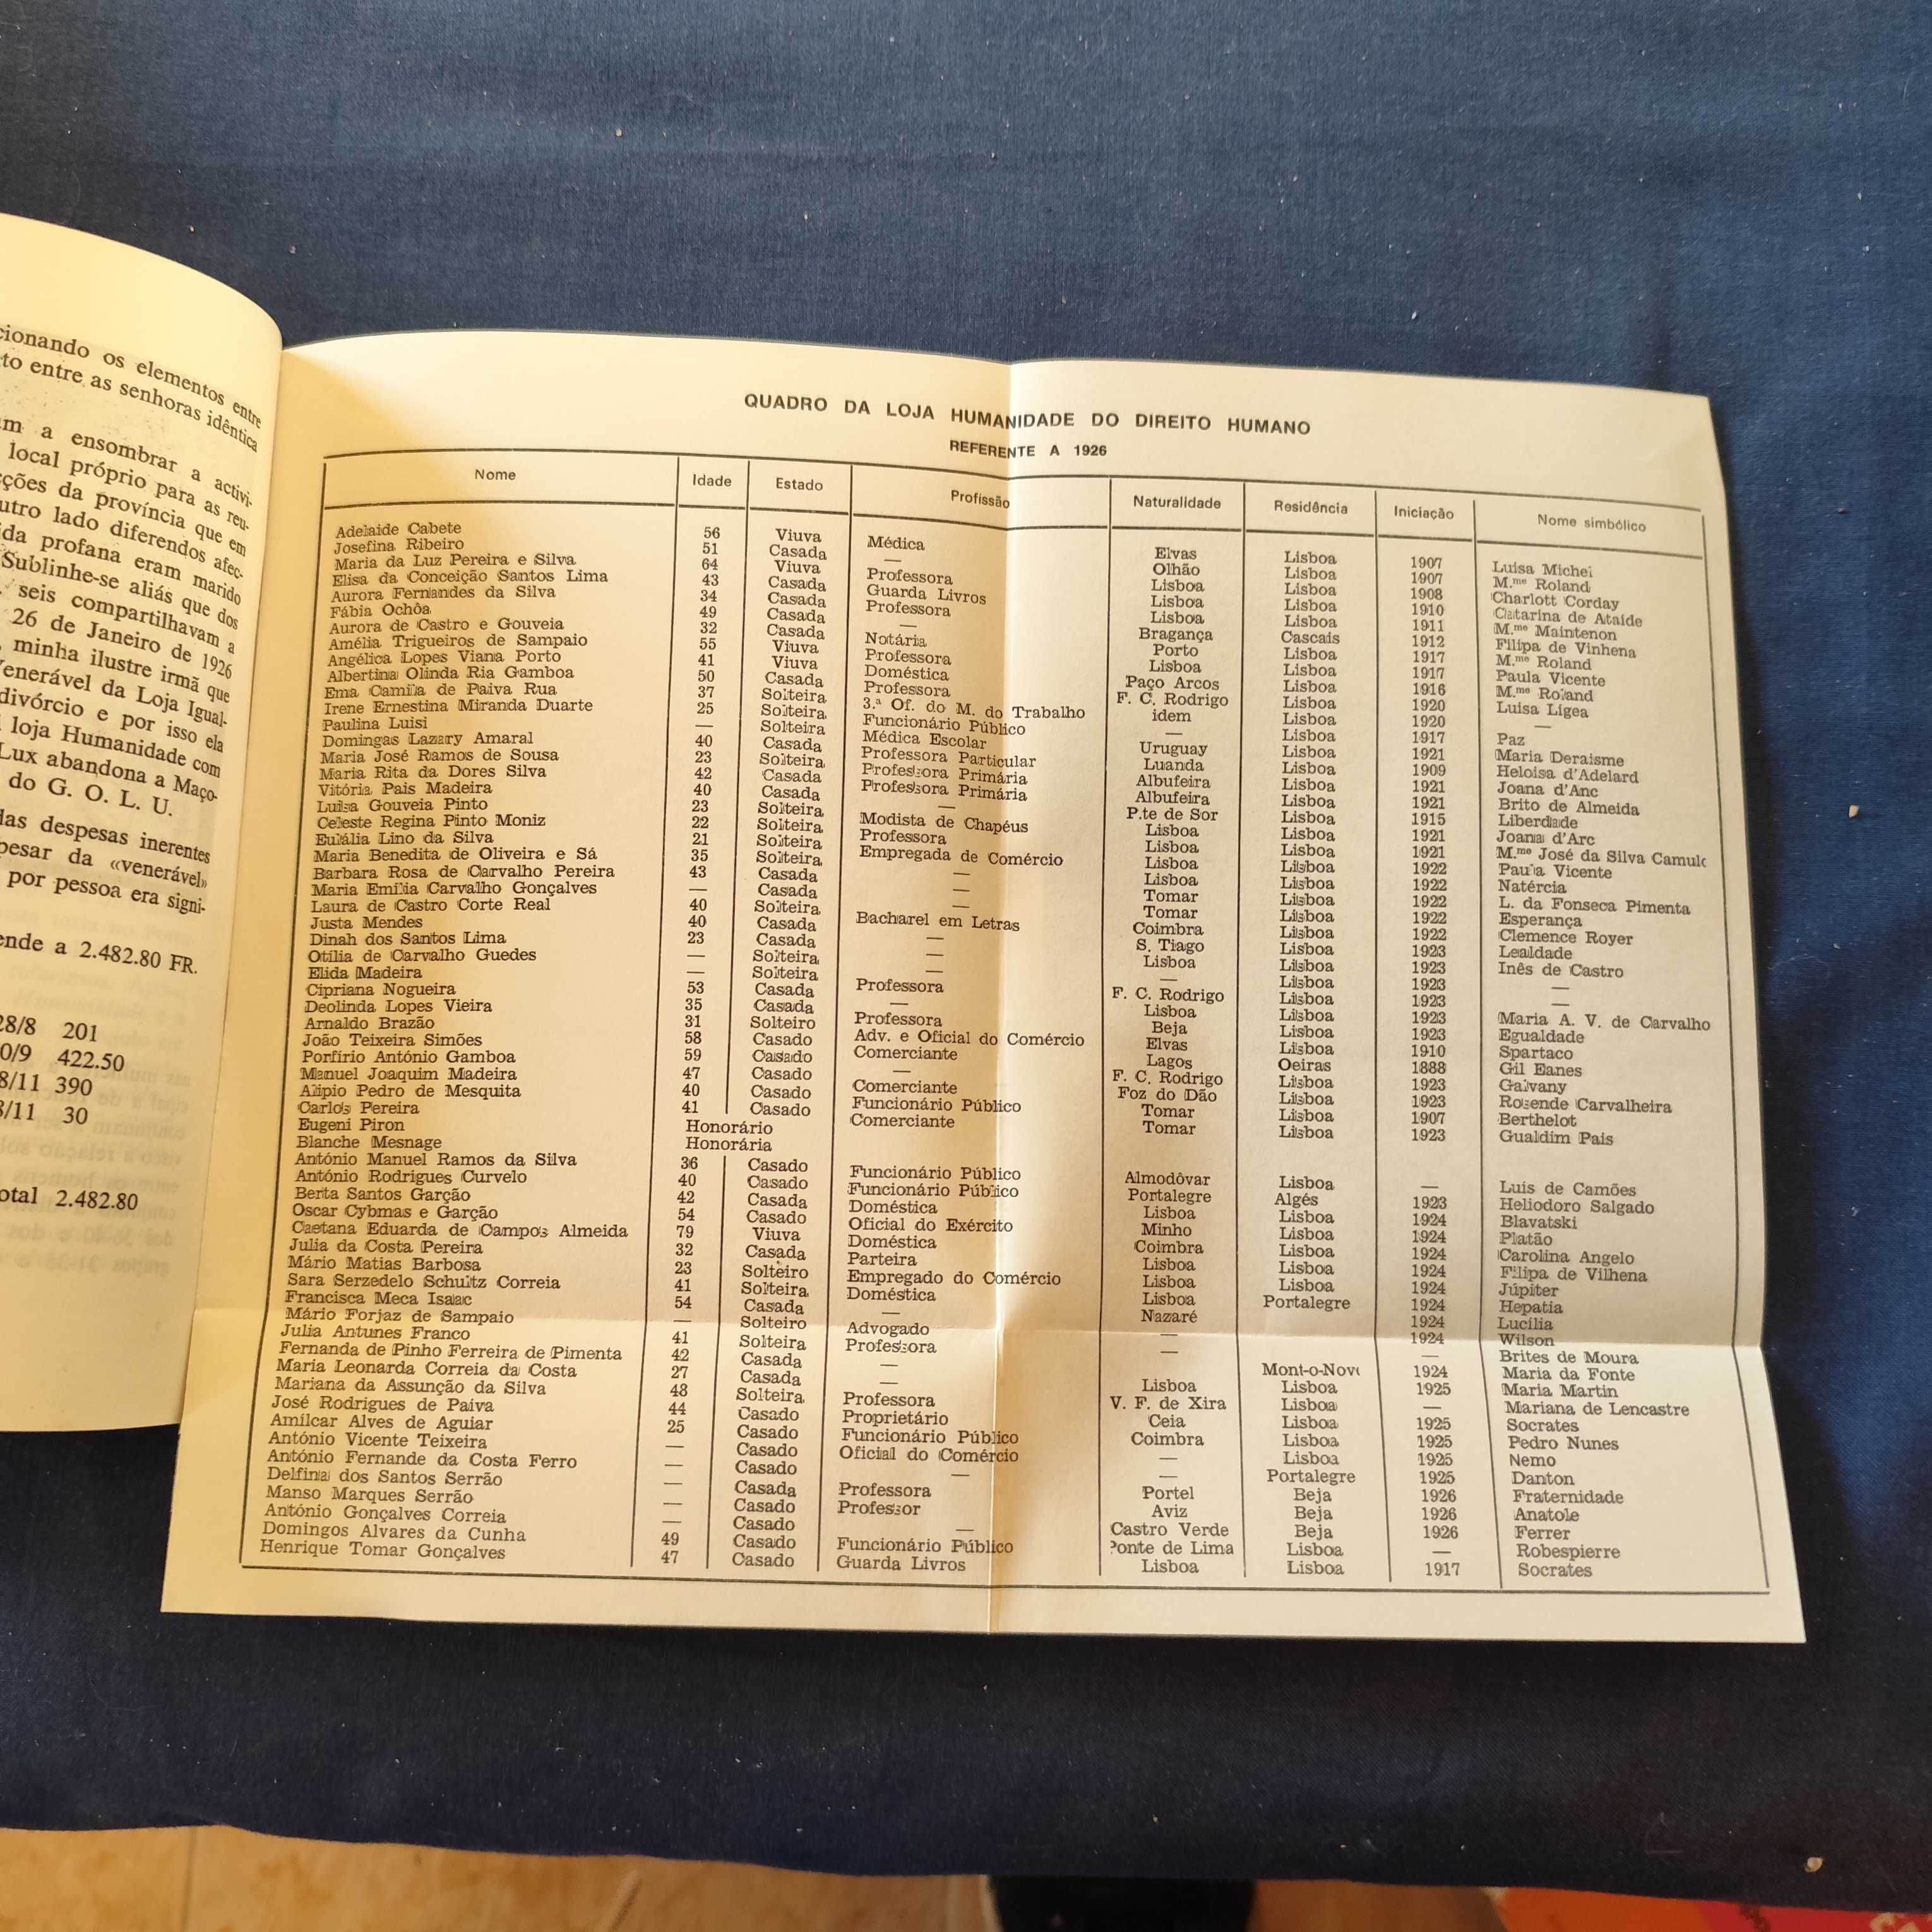 cionando os elementos entre
to entre as senhoras idêntica
m a ensombrar a activi-
local próprio para as reu-
ções da província que em
utro lado diferendos afec-
ida profana eram marido
Sublinhe-se aliás que dos
seis compartilhavam a
26 de Janeiro de 1926
minha ilustre irmã que
enerável da Loja Igual-
divórcio e por isso ela
loja Humanidade com
Lux abandona a Maço-
do G. O. L. U.
las despesas inerentes
pesar da «venerável»
por pessoa era signi-
ende a 2.482.80 FR.
28/8 201
0/9 422.50
8/11 390
3/11 30
otal 2.482.80
QUADRO DA LOJA HUMANIDADE DO DIREITO HUMANO
REFERENTE A 1926
Nome Idade Estado Profissão Naturalidade Residência Iniciação Nome simbólico
Adelaide Cabete 56 Viuva Médica Elvas Lisboa 1907 Luisa Michei
Josefina Ribeiro 51 Casada — Olhão Lisboa 1907 M.me Roland
Maria da Luz Pereira e Silva 64 Viuva Professora Lisboa Lisboa 1908 Charlott Corday
Elisa da Conceição Santos Lima 43 Casada Guarda Livros Lisboa Lisboa 1910 Catarina de Ataíde
Aurora Fernandes da Silva 34 Casada Professora Lisboa Lisboa 1911 M.me Maintenon
Fábia Ochôa 49 Casada — Bragança Cascais 1912 Filipa de Vinhena
Aurora de Castro e Gouveia 32 Casada Notária Porto Lisboa 1917 M.me Roland
Amélia Trigueiros de Sampaio 55 Viuva Professora Lisboa Lisboa 1917 Paula Vicente
Angélica Lopes Viana Porto 41 Viuva Doméstica Paço Arcos Lisboa 1916 M.me Roland
Albertina Olinda Ria Gamboa 50 Casada Professora F. C. Rodrigo Lisboa 1920 Luisa Lígea
Ema Camila de Paiva Rua 37 Solteira 3.ª Of. do M. do Trabalho idem Lisboa 1920 —
Irene Ernestina Miranda Duarte 25 Solteira Funcionário Público — Lisboa 1917 Paz
Paulina Luisi — Solteira Médica Escolar Uruguay Lisboa 1921 Maria Deraisme
Domingas Lazary Amaral 40 Casada Professora Particular Luanda Lisboa 1909 Heloisa d'Adelard
Maria José Ramos de Sousa 23 Solteira Professora Primária Albufeira Lisboa 1921 Joana d'Anc
Maria Rita da Dores Silva 42 Casada Professora Primária Albufeira Lisboa 1921 Brito de Almeida
Vitória Pais Madeira 40 Casada — P.te de Sor Lisboa 1915 Liberdade
Luisa Gouveia Pinto 23 Solteira Modista de Chapéus Lisboa Lisboa 1921 Joana d'Arc
Celeste Regina Pinto Moniz 22 Solteira Professora Lisboa Lisboa 1921 M.me José da Silva Camulc
Eulália Lino da Silva 21 Solteira Empregada de Comércio Lisboa Lisboa 1922 Paula Vicente
Maria Benedita de Oliveira e Sá 35 Solteira — Lisboa Lisboa 1922 Natércia
Barbara Rosa de Carvalho Pereira 43 Casada — Tomar Lisboa 1922 L. da Fonseca Pimenta
Maria Emília Carvalho Gonçalves — Casada — Tomar Lisboa 1922 Esperança
Laura de Castro Corte Real 40 Solteira Bacharel em Letras Coimbra Lisboa 1922 Clemence Royer
Justa Mendes 40 Casada — S. Tiago Lisboa 1923 Lealdade
Dinah dos Santos Lima 23 Casada — Lisboa Lisboa 1923 Inês de Castro
Otília de Carvalho Guedes — Solteira — — Lisboa 1923 —
Elida Madeira — Solteira Professora F. C. Rodrigo Lisboa 1923 —
Cipriana Nogueira 53 Casada — Lisboa Lisboa 1923 Maria A. V. de Carvalho
Deolinda Lopes Vieira 35 Casada Professora Beja Lisboa 1923 Egualdade
Arnaldo Brazão 31 Solteiro Adv. e Oficial do Comércio Elvas Lisboa 1910 Spartaco
João Teixeira Simões 58 Casado Comerciante Lagos Oeiras 1888 Gil Eanes
Porfírio António Gamboa 59 Casado — F. C. Rodrigo Lisboa 1923 Galvany
Manuel Joaquim Madeira 47 Casado Comerciante Foz do Dão Lisboa 1923 Rosende Carvalheira
Alipio Pedro de Mesquita 40 Casado Funcionário Público Tomar Lisboa 1907 Berthelot
Carlos Pereira 41 Casado Comerciante Tomar Lisboa 1923 Gualdim Pais
Eugeni Piron Honorário
Blanche Mesnage Honorária
António Manuel Ramos da Silva 36 Casado Funcionário Público Almodôvar Lisboa — Luis de Camões
António Rodrigues Curvelo 40 Casado Funcionário Público Portalegre Algés 1923 Heliodoro Salgado
Berta Santos Garção 42 Casada Doméstica Lisboa Lisboa 1924 Blavatski
Oscar Cybmas e Garção 54 Casado Oficial do Exército Minho Lisboa 1924 Platão
Caetana Eduarda de Campos Almeida 79 Viuva Doméstica Coimbra Lisboa 1924 Carolina Angelo
Julia da Costa Pereira 32 Casada Parteira Lisboa Lisboa 1924 Filipa de Vilhena
Mário Matias Barbosa 23 Solteiro Empregado do Comércio Lisboa Lisboa 1924 Júpiter
Sara Serzedelo Schultz Correia 41 Solteira Doméstica Lisboa Portalegre 1924 Hepatia
Francisca Meca Isaac 54 Casada — Nazaré 1924 Lucília
Mário Forjaz de Sampaio — Solteiro Advogado — 1924 Wilson
Julia Antunes Franco 41 Solteira Professora — — Brites de Moura
Fernanda de Pinho Ferreira de Pimenta 42 Casada — Mont-o-Nov 1924 Maria da Fonte
Maria Leonarda Correia da Costa 27 Casada — Lisboa Lisboa 1925 Maria Martin
Mariana da Assunção da Silva 48 Solteira Professora V. F. de Xira Lisboa — Mariana de Lencastre
José Rodrigues de Paiva 44 Casado Proprietário Ceia Lisboa 1925 Socrates
Amílcar Alves de Aguiar 25 Casado Funcionário Público Coimbra Lisboa 1925 Pedro Nunes
António Vicente Teixeira — Casado Oficial do Comércio — Lisboa 1925 Nemo
António Fernande da Costa Ferro — Casado — — Portalegre 1925 Danton
Delfina dos Santos Serrão — Casada Professora Portel Beja 1926 Fraternidade
Manso Marques Serrão — Casado Professor Aviz Beja 1926 Anatole
António Gonçalves Correia — Casado — Castro Verde Beja 1926 Ferrer
Domingos Alvares da Cunha 49 Casado Funcionário Público Ponte de Lima Lisboa — Robespierre
Henrique Tomar Gonçalves 47 Casado Guarda Livros Lisboa Lisboa 1917 Socrates